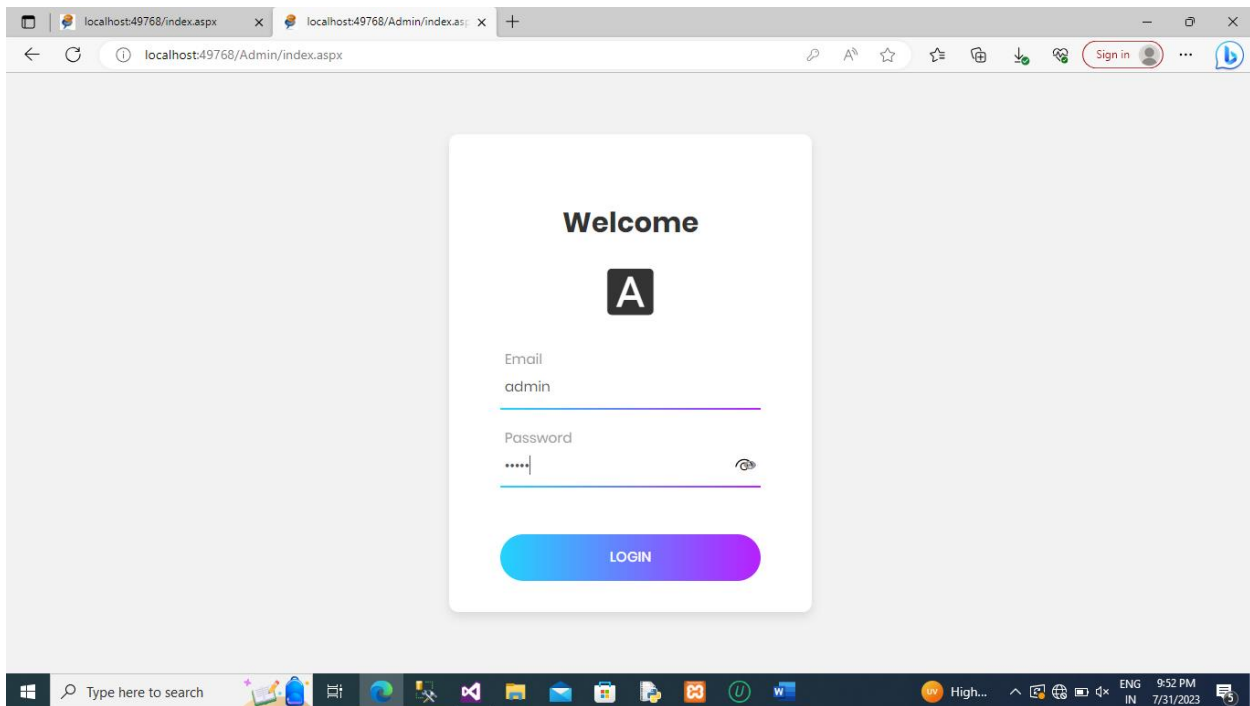 localhost:49768/index.aspx
localhost:49768/Admin/index.asp
localhost:49768/Admin/index.aspx
Sign in
Welcome
A
Email
admin
Password
•••••
LOGIN
Type here to search
UV High...
ENG 9:52 PM
IN 7/31/2023